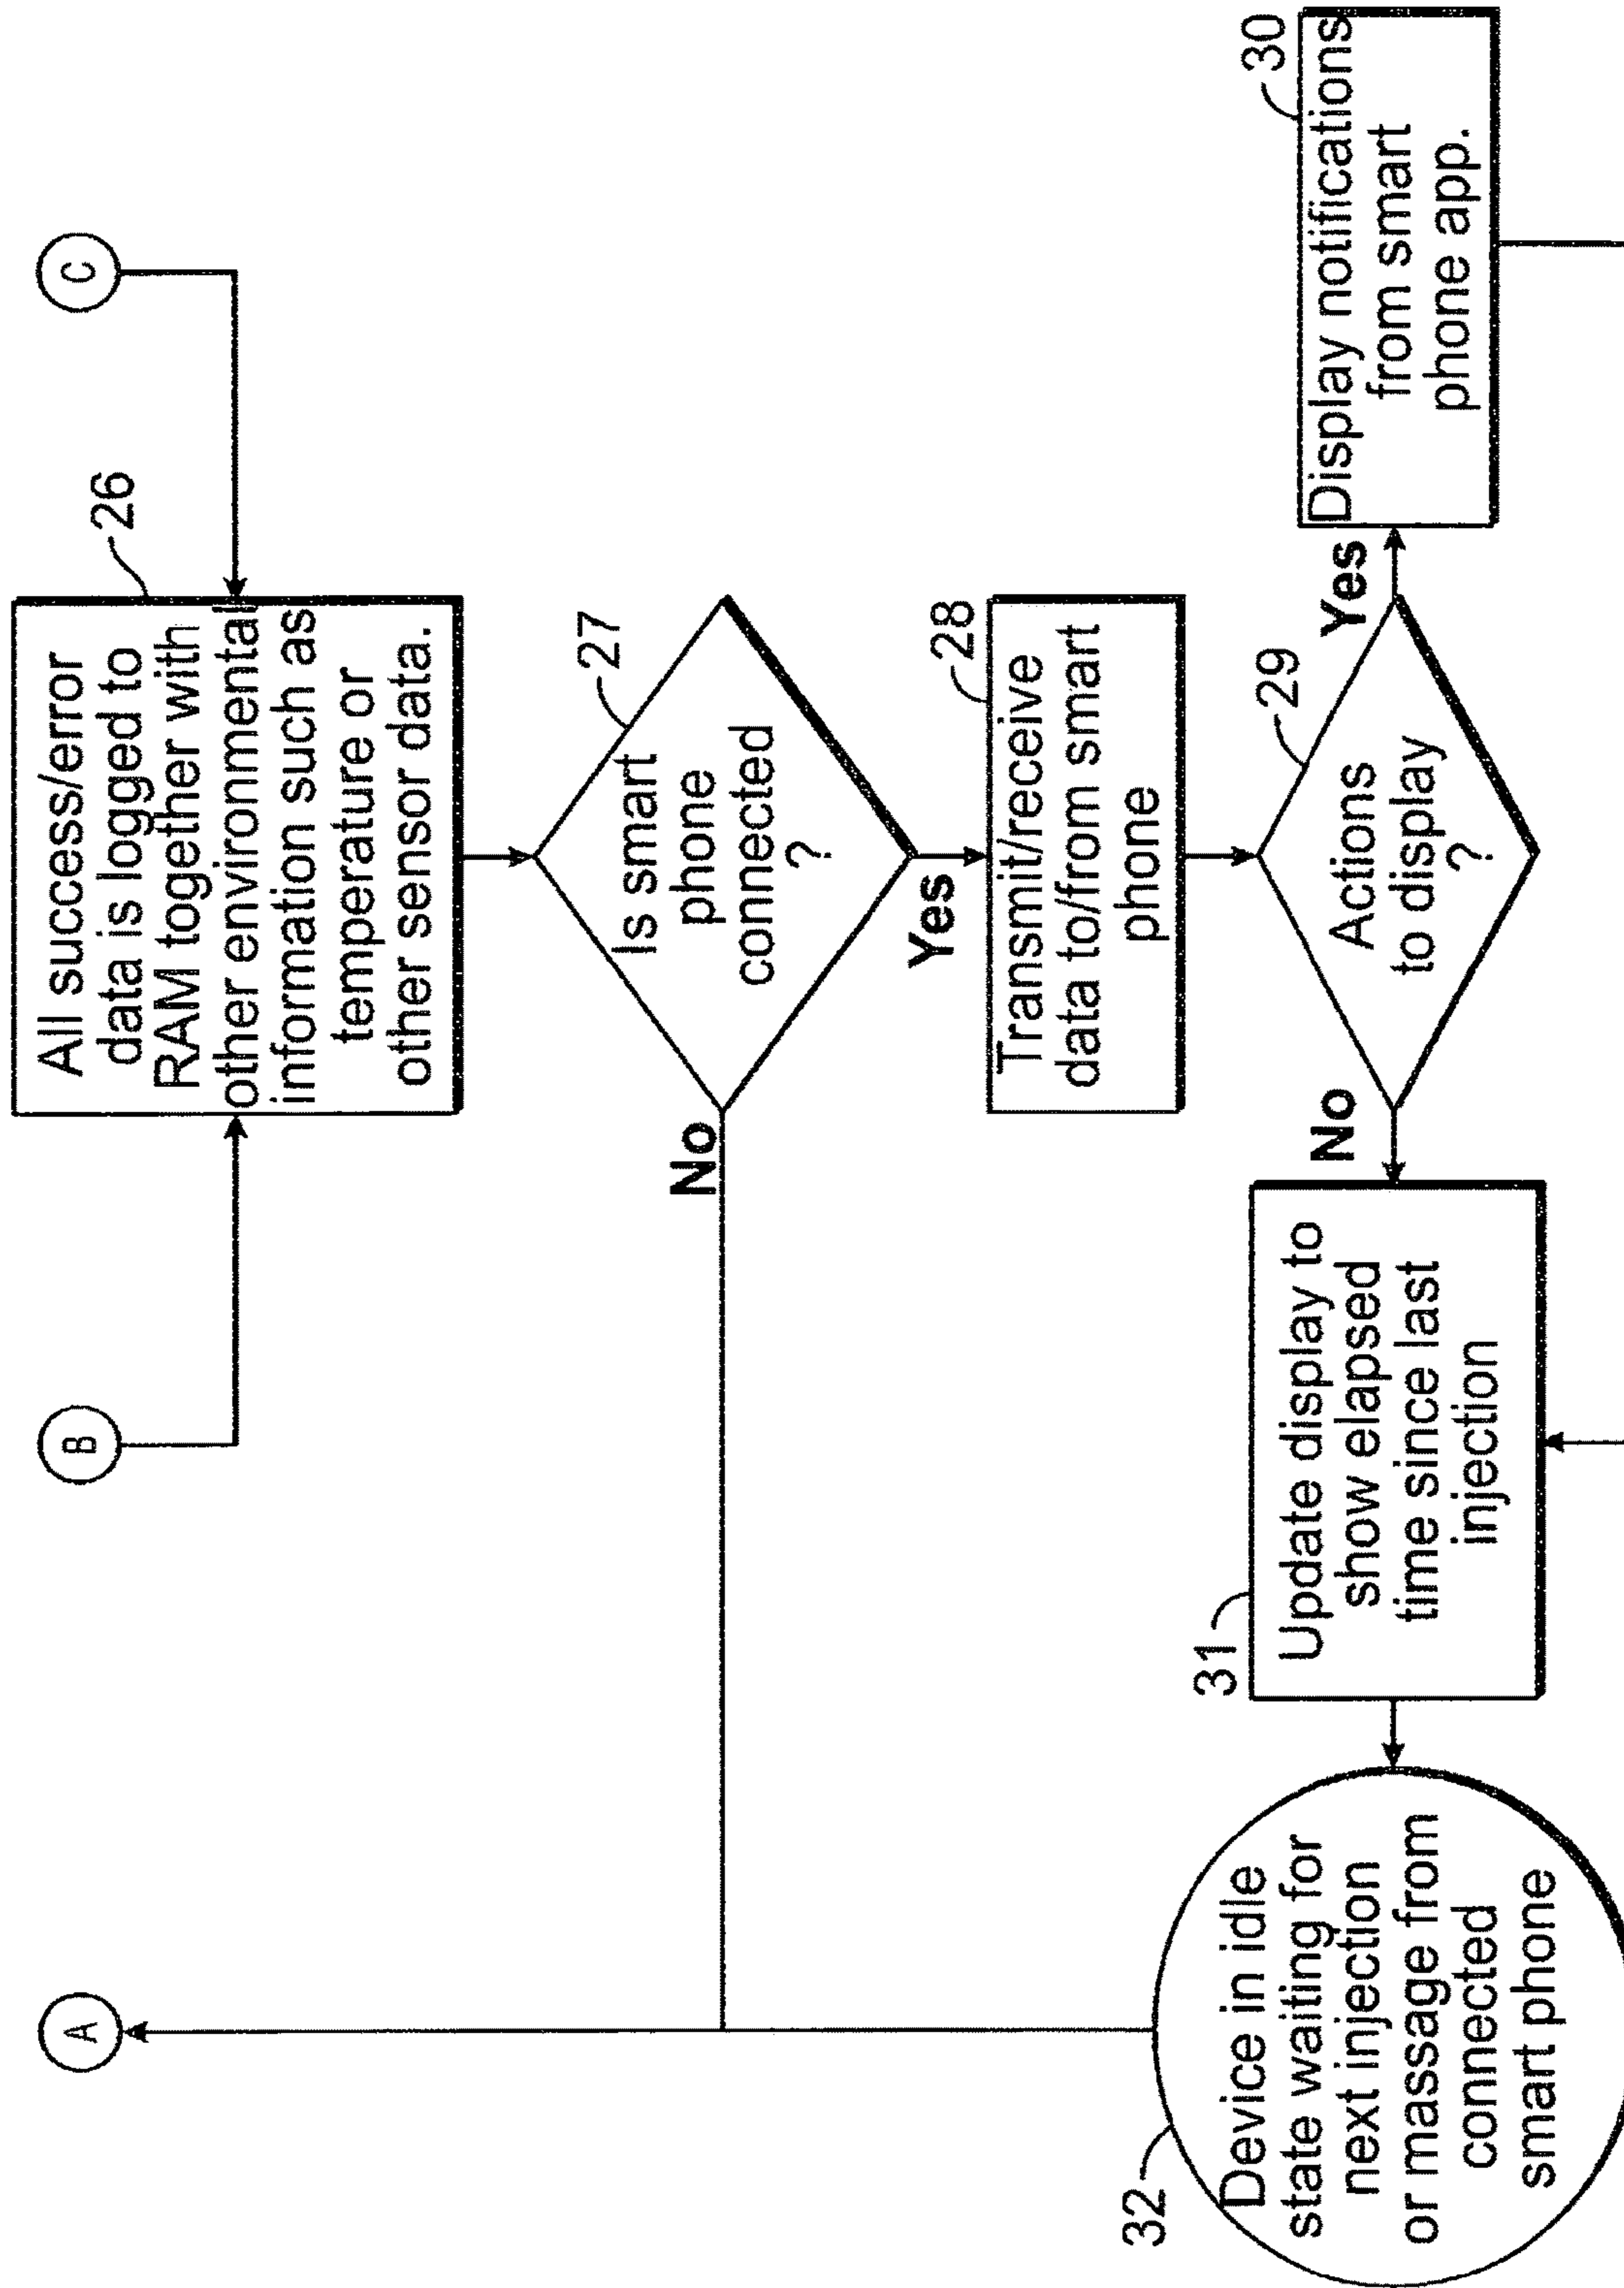 A
B
C
26
All success/error
data is logged to
RAM together with
other environmental
information such as
temperature or
other sensor data.
27
Is smart
phone
connected
?
No
Yes
28
Transmit/receive
data to/from smart
phone
29
Actions
to display
?
No
Yes
30
Display notifications
from smart
phone app.
31
Update display to
show elapsed
time since last
injection
32
Device in idle
state waiting for
next injection
or massage from
connected
smart phone